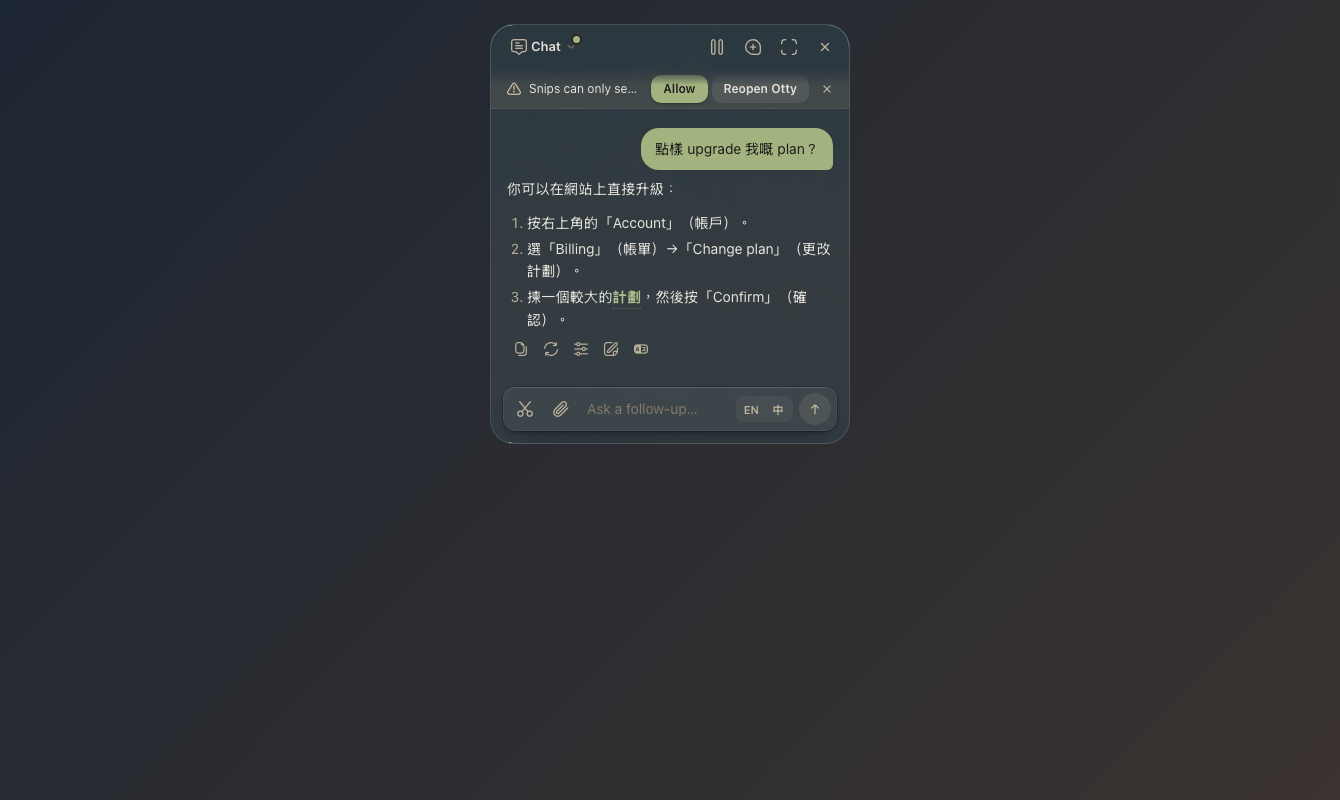 Chat
Snips can only se... Allow Reopen Otty
點樣 upgrade 我嘅 plan？
你可以在網站上直接升級：
1. 按右上角的「Account」（帳戶）。
2. 選「Billing」（帳單）→「Change plan」（更改
計劃）。
3. 揀一個較大的計劃，然後按「Confirm」（確
認）。
Ask a follow-up... EN 中